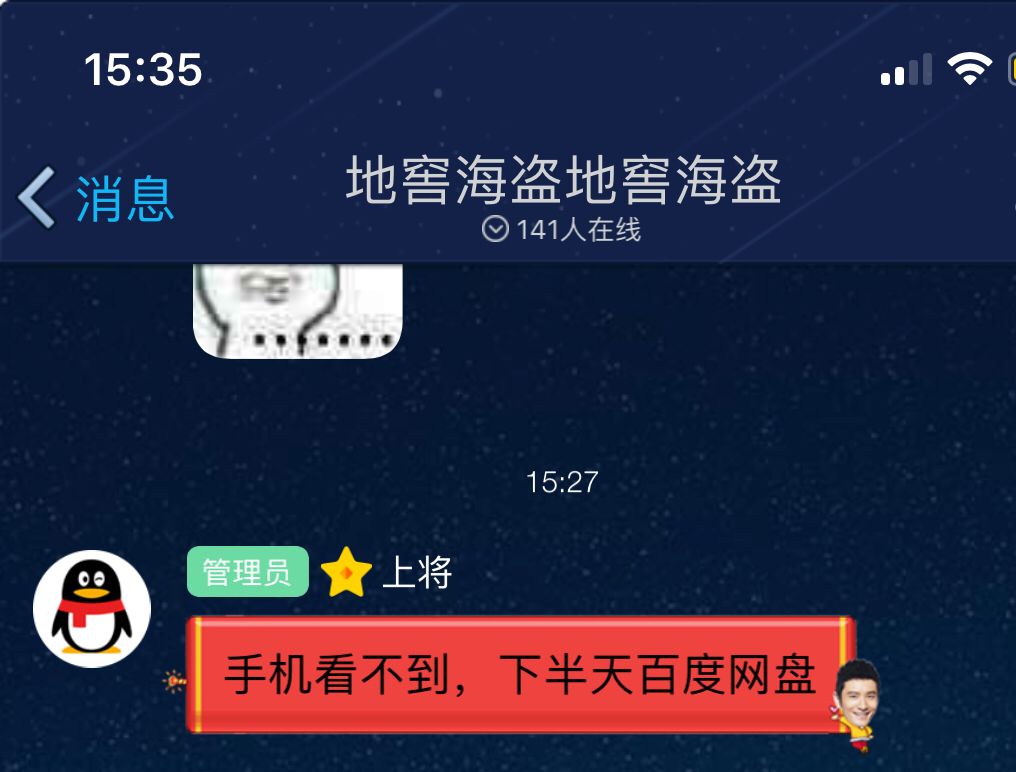 15:35
消息
地窖海盗地窖海盗
141人在线
15:27
管理员 上将
手机看不到，下半天百度网盘